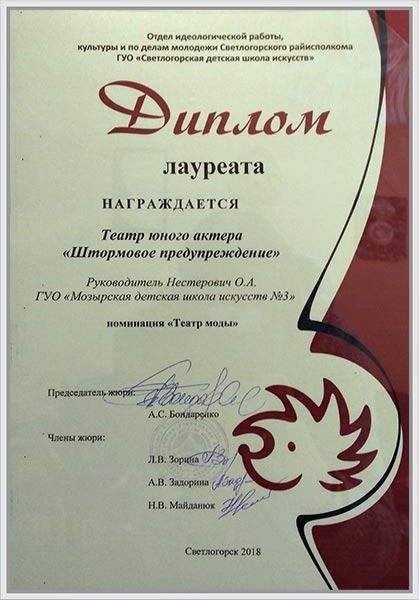 Отдел идеологической работы,
культуры и по делам молодежи Светлогорского райисполкома
ГУО «Светлогорская детская школа искусств»
Диплом
лауреата
НАГРАЖДАЕТСЯ
Театр юного актера
«Штормовое предупреждение»
Руководитель Нестерович О.А.
ГУО «Мозырская детская школа искусств №3»
номинация «Театр моды»
Председатель жюри:
А.С. Бондаренко
Члены жюри:
Л.В. Зорина
А.В. Задорина
Н.В. Майданюк
Светлогорск 2018